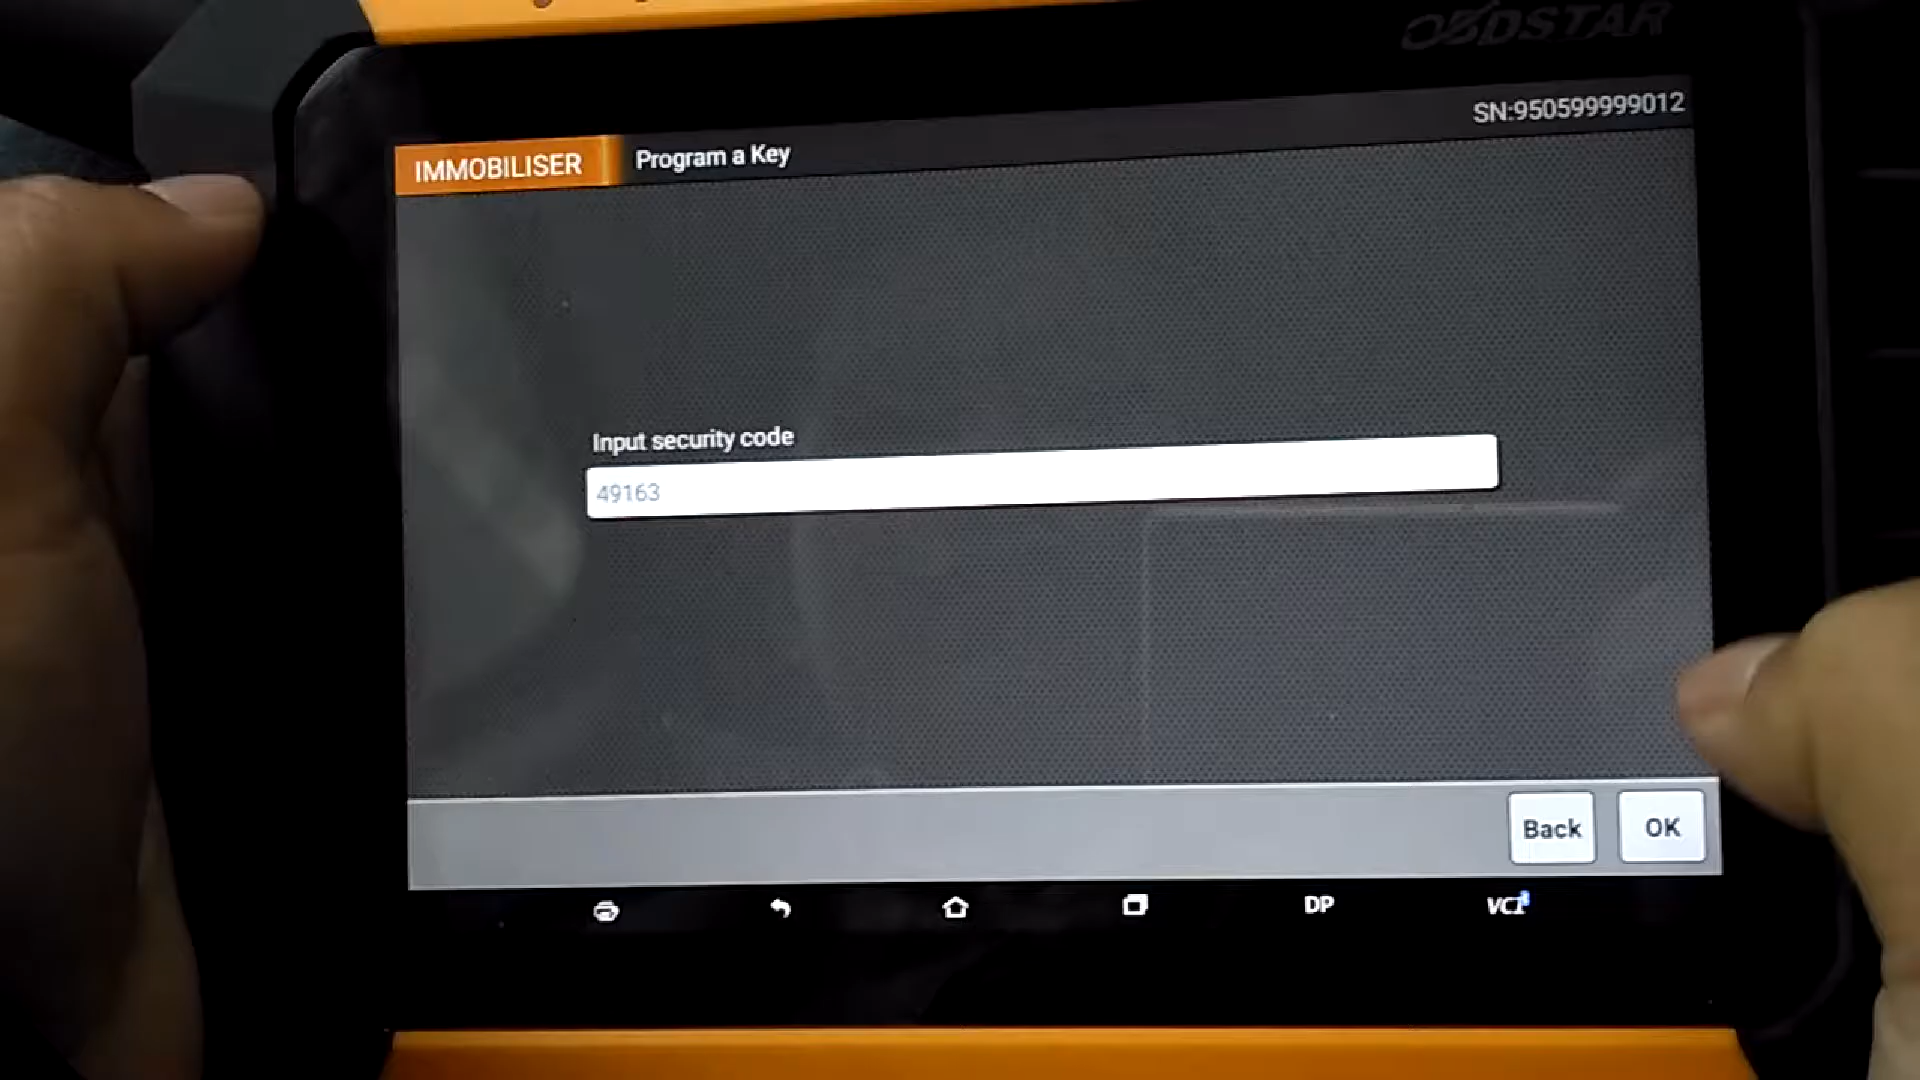 OBDSTAR
SN:950599999012
IMMOBILISER
Program a Key
Input security code
49163
Back
OK
DP
VCI